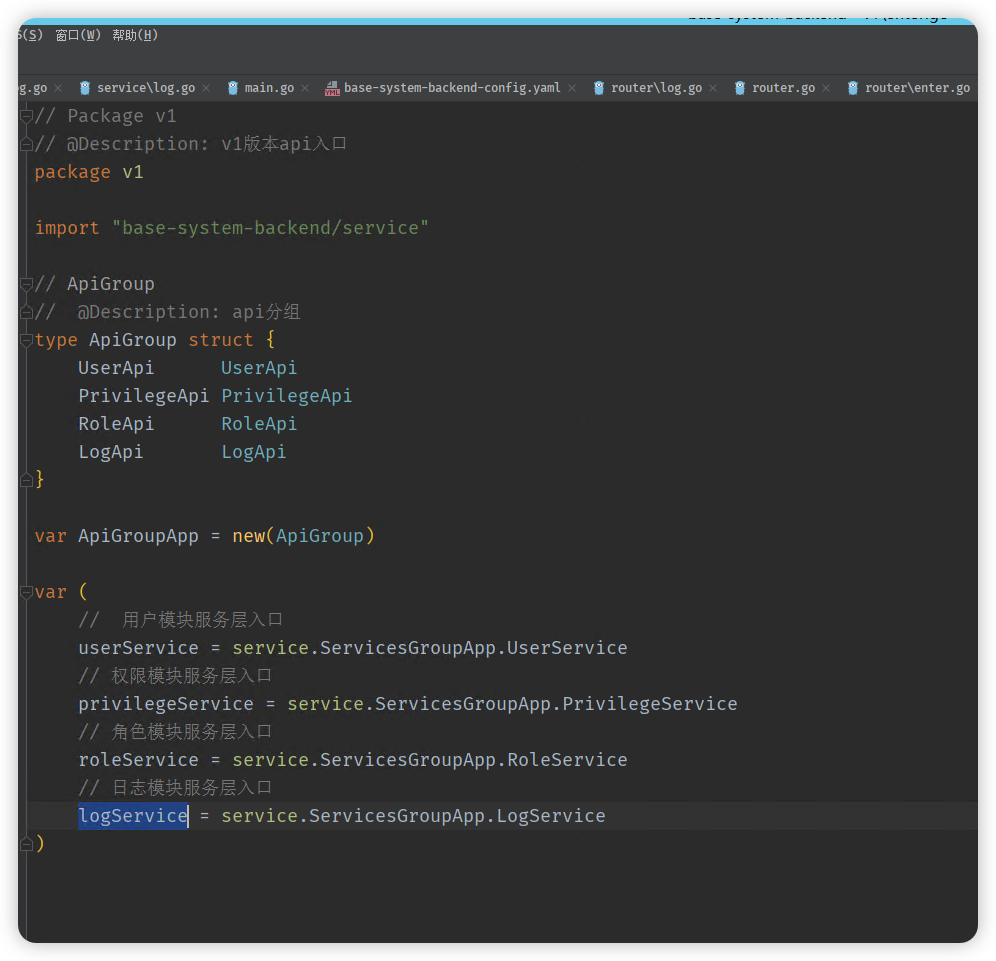 (S) 窗口(W) 帮助(H)
g.go service\log.go main.go base-system-backend-config.yaml router\log.go router.go router\enter.go
// Package v1
// @Description: v1版本api入口
package v1
import "base-system-backend/service"
// ApiGroup
//  @Description: api分组
type ApiGroup struct {
UserApi      UserApi
PrivilegeApi PrivilegeApi
RoleApi      RoleApi
LogApi       LogApi
}
var ApiGroupApp = new(ApiGroup)
var (
//  用户模块服务层入口
userService = service.ServicesGroupApp.UserService
// 权限模块服务层入口
privilegeService = service.ServicesGroupApp.PrivilegeService
// 角色模块服务层入口
roleService = service.ServicesGroupApp.RoleService
// 日志模块服务层入口
logService = service.ServicesGroupApp.LogService
)